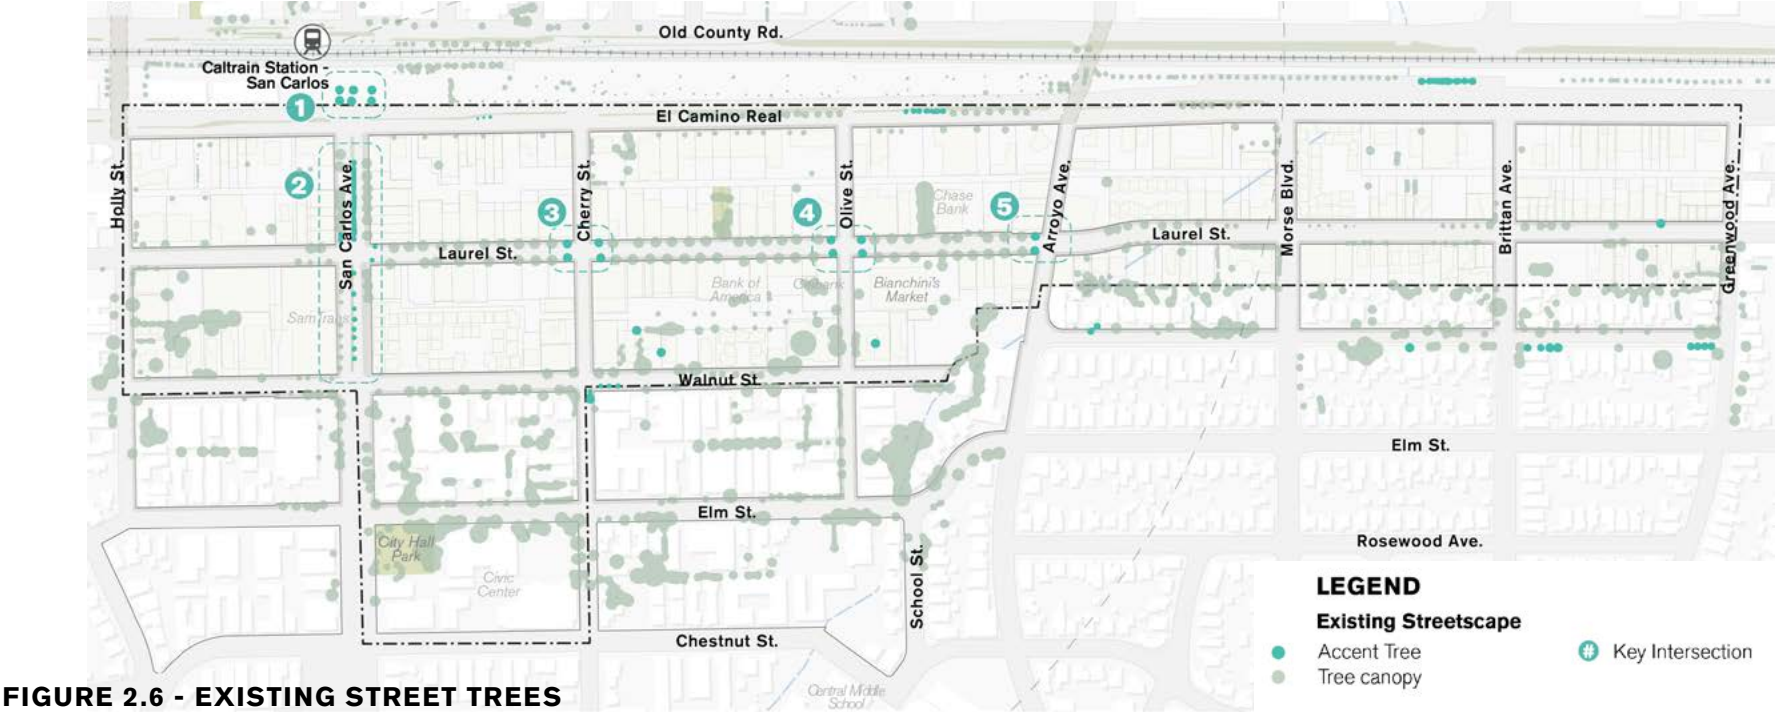 Old County Rd.
Caltrain Station -
San Carlos
1
El Camino Real
Holly St.
2
San Carlos Ave.
3
Cherry St.
4
Olive St.
Chase
Bank
5
Arroyo Ave.
Laurel St.
Morse Blvd.
Brittan Ave.
Greenwood Ave.
Laurel St.
Bank of
America
Citibank
Bianchini's
Market
SamTrans
Walnut St.
Elm St.
Elm St.
City Hall
Park
Civic
Center
School St.
Rosewood Ave.
Chestnut St.
Central Middle
School
LEGEND
Existing Streetscape
Accent Tree
# Key Intersection
Tree canopy
FIGURE 2.6 - EXISTING STREET TREES